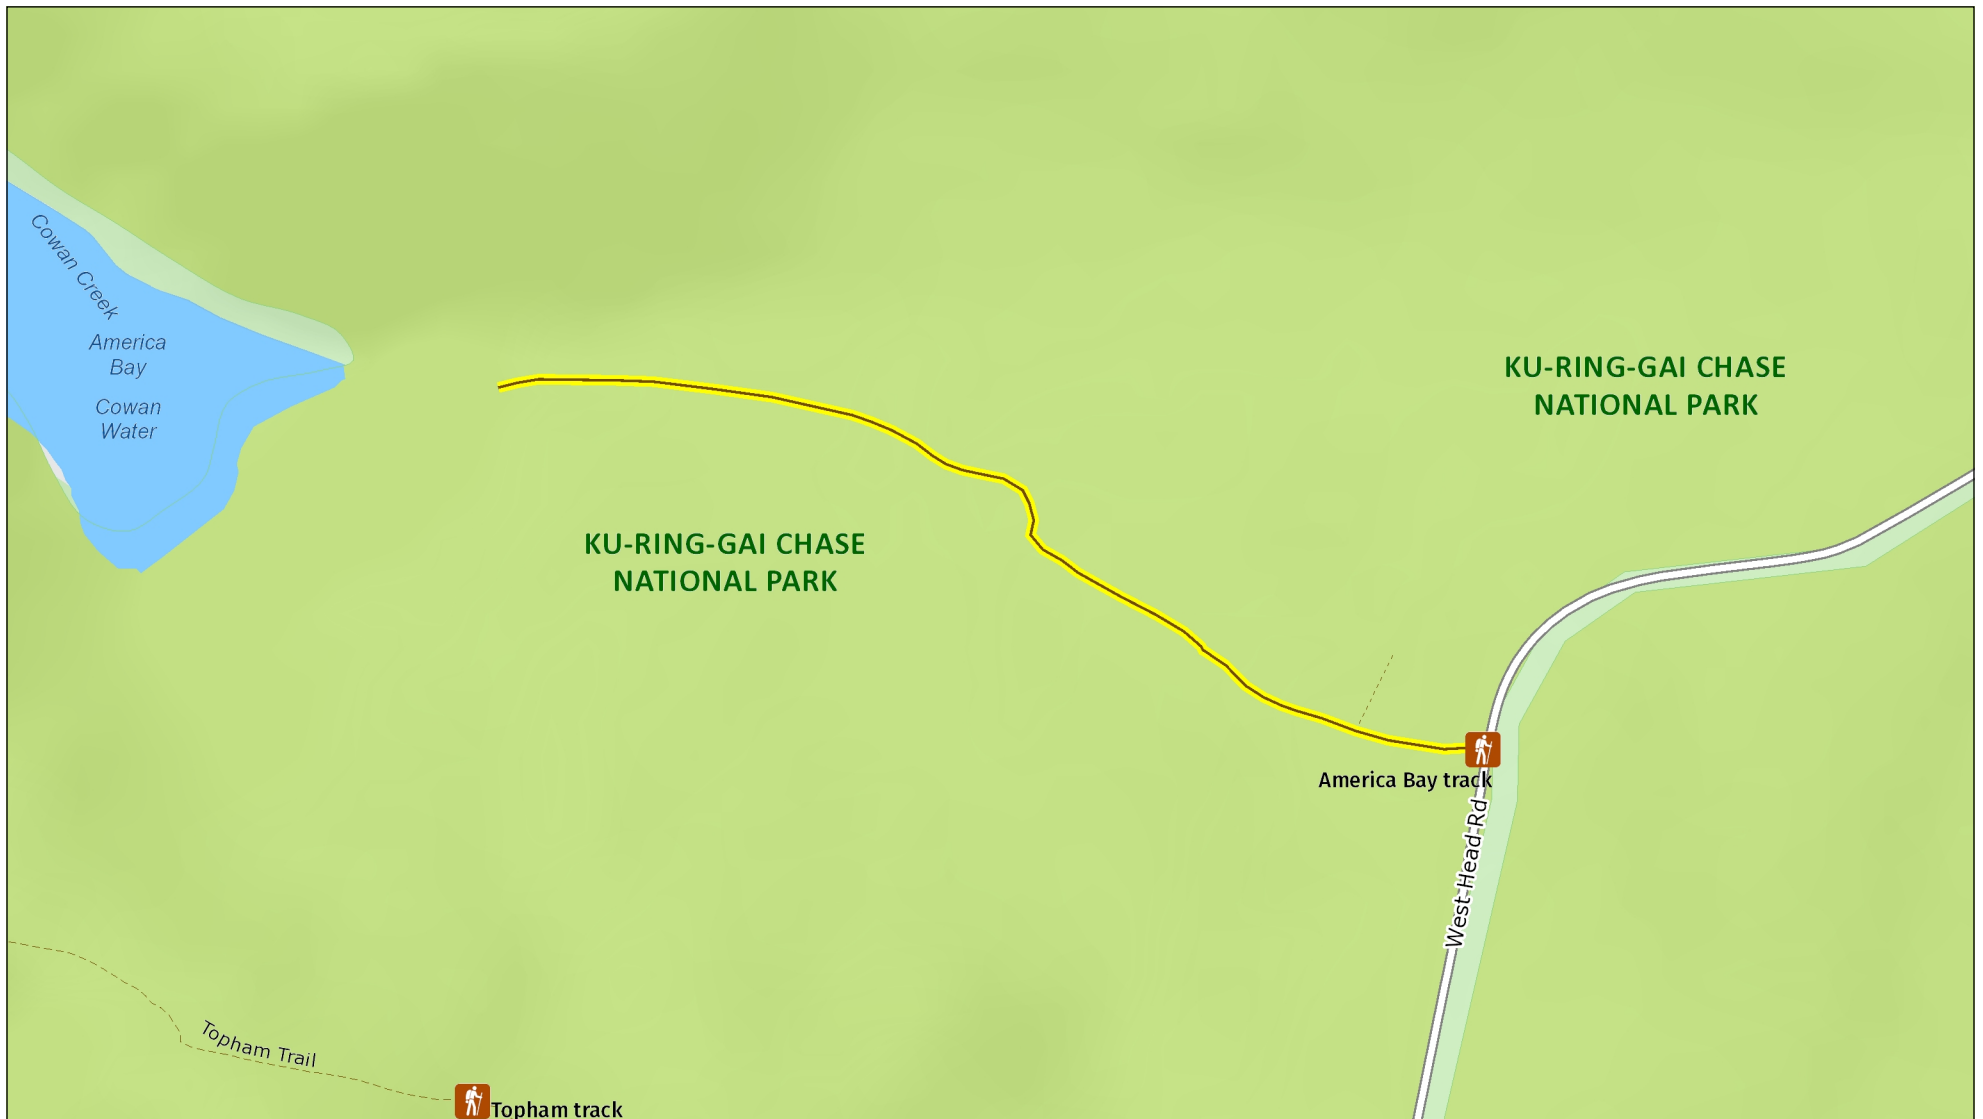 Cowan Creek
America
Bay
Cowan
Water
KU-RING-GAI CHASE
NATIONAL PARK
KU-RING-GAI CHASE
NATIONAL PARK
America Bay track
West-Head-Rd
Topham Trail
Topham track